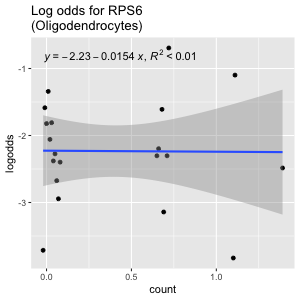 Log odds for RPS6
(Oligodendrocytes)
y = −2.23 − 0.0154 x, R² < 0.01
-1
-2
-3
logodds
0.0 0.5 1.0
count